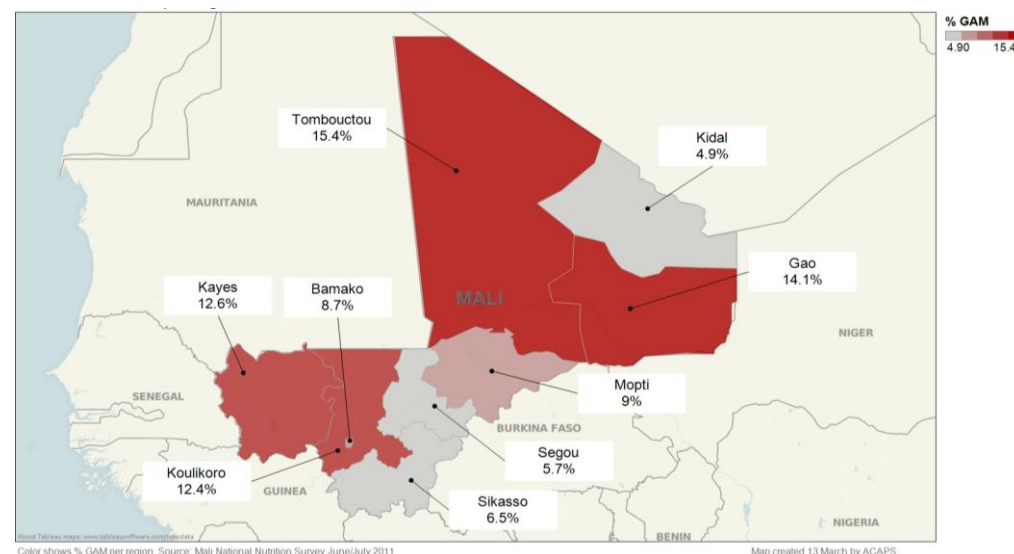 % GAM
4.90 15.4
Tombouctou
15.4%
Kidal
4.9%
MAURITANIA
Gao
14.1%
Kayes
12.6%
Bamako
8.7%
MALI
NIGER
SENEGAL
Mopti
9%
BURKINA FASO
Segou
5.7%
Koulikoro
12.4%
GUINEA
Sikasso
6.5%
NIGERIA
BENIN
About Tableau maps: www.tableausoftware.com/mapdata
Color shows % GAM per region. Source: Mali National Nutrition Survey June/July 2011
Map created 13 March by ACAPS